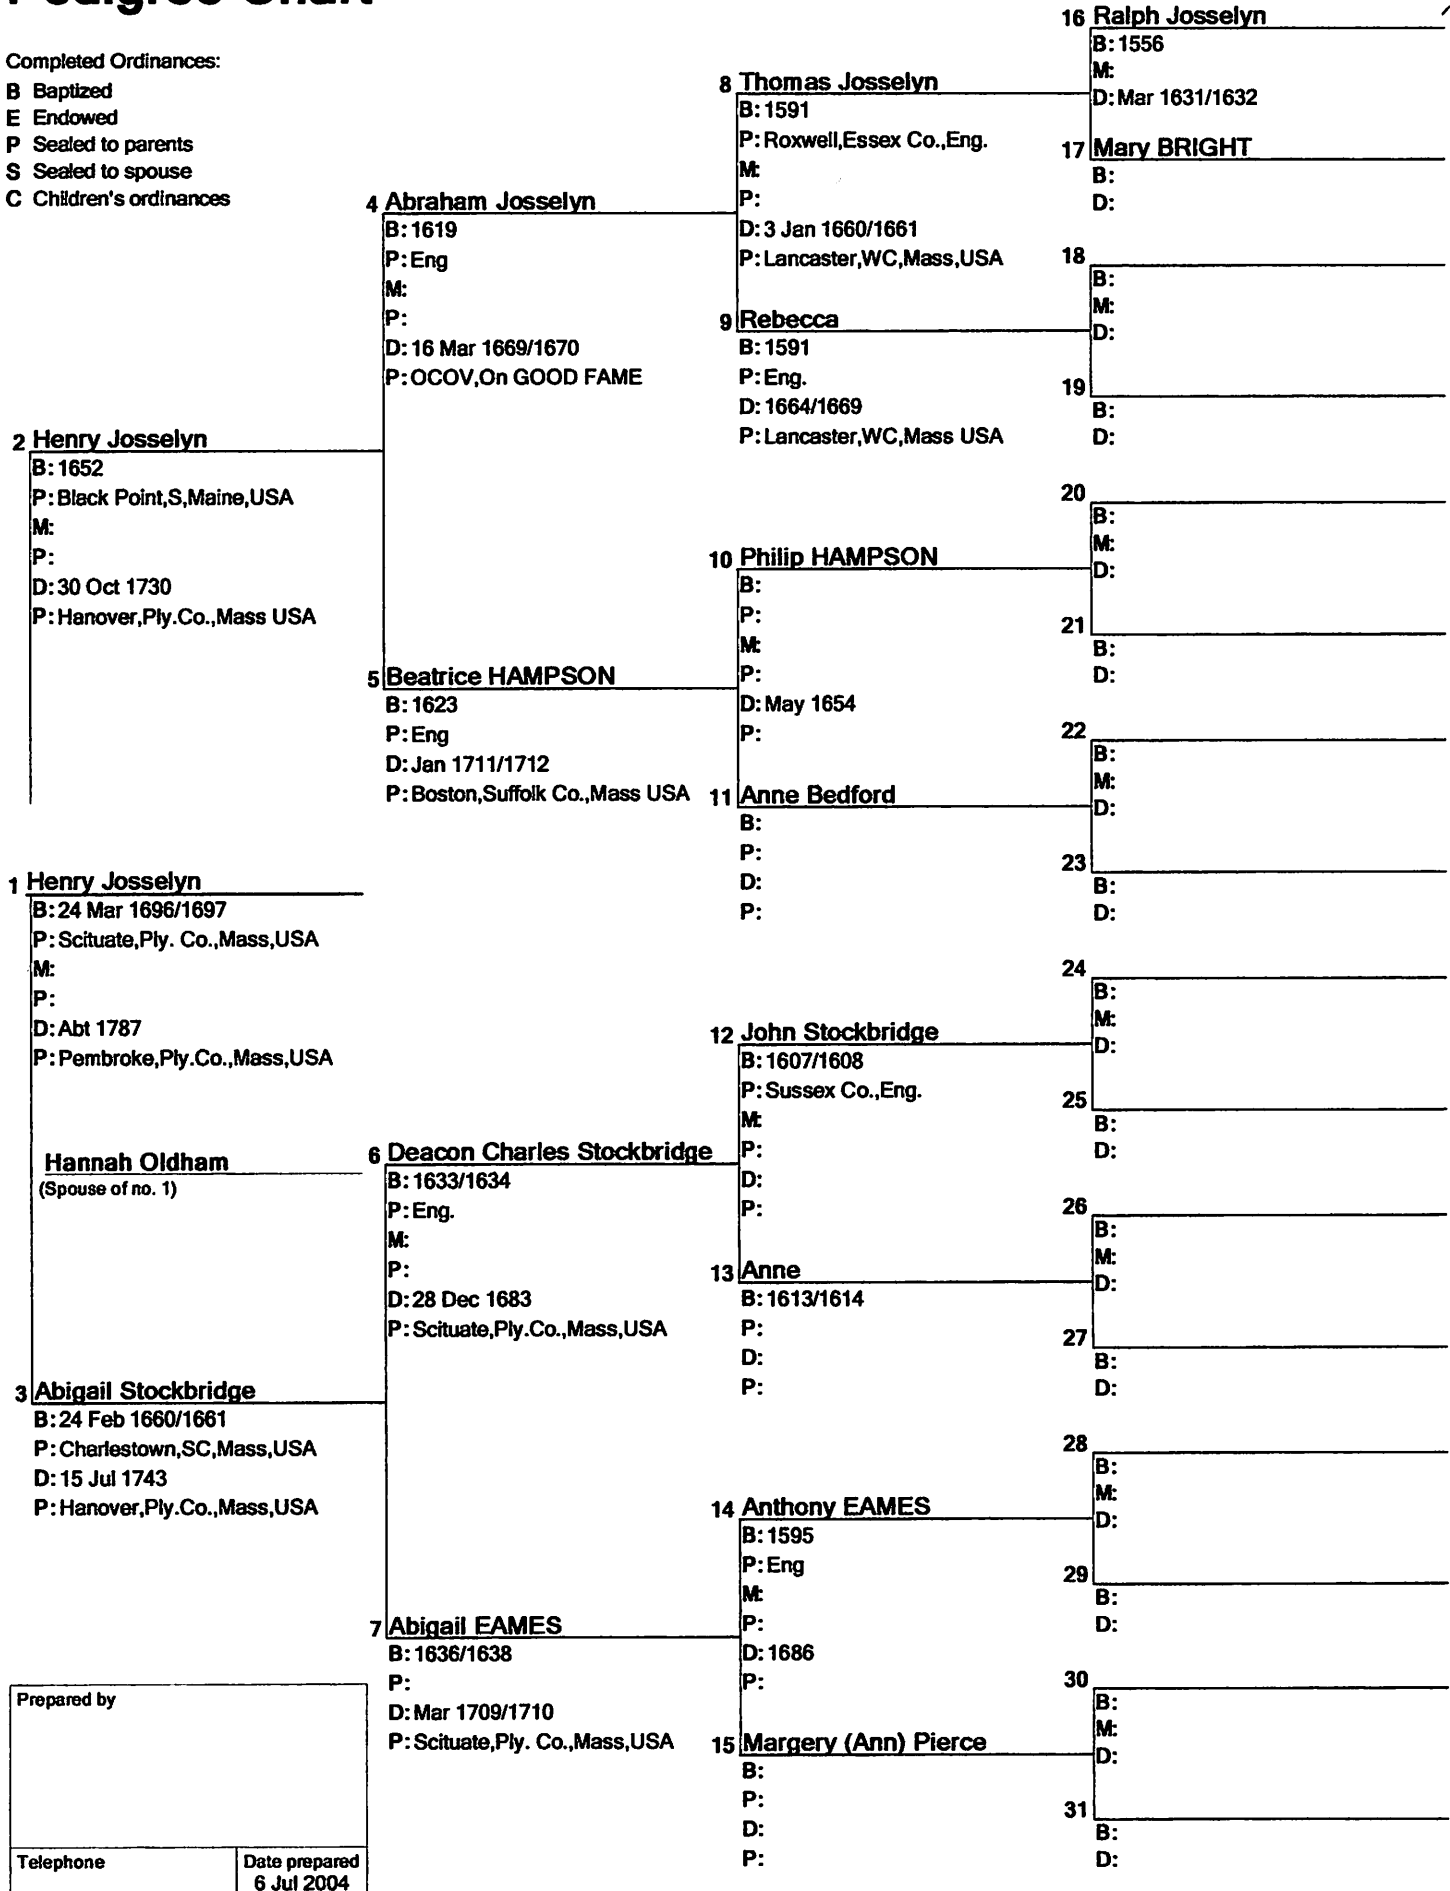 Pedigree Chart
Completed Ordinances:
B Baptized
E Endowed
P Sealed to parents
S Sealed to spouse
C Children's ordinances
2 Henry Josselyn
B: 1652
P: Black Point,S,Maine,USA
M:
P:
D: 30 Oct 1730
P: Hanover,Ply.Co.,Mass USA
1 Henry Josselyn
B: 24 Mar 1696/1697
P: Scituate,Ply. Co.,Mass,USA
M:
P:
D: Abt 1787
P: Pembroke,Ply.Co.,Mass,USA
Hannah Oldham
(Spouse of no. 1)
3 Abigail Stockbridge
B: 24 Feb 1660/1661
P: Charlestown,SC,Mass,USA
D: 15 Jul 1743
P: Hanover,Ply.Co.,Mass,USA
Prepared by
Telephone
Date prepared
6 Jul 2004
4 Abraham Josselyn
B: 1619
P: Eng
M:
P:
D: 16 Mar 1669/1670
P: OCOV,On GOOD FAME
5 Beatrice HAMPSON
B: 1623
P: Eng
D: Jan 1711/1712
P: Boston,Suffolk Co.,Mass USA
6 Deacon Charles Stockbridge
B: 1633/1634
P: Eng.
M:
P:
D: 28 Dec 1683
P: Scituate,Ply.Co.,Mass,USA
7 Abigail EAMES
B: 1636/1638
P:
D: Mar 1709/1710
P: Scituate,Ply. Co.,Mass,USA
8 Thomas Josselyn
B: 1591
P: Roxwell,Essex Co.,Eng.
M:
P:
D: 3 Jan 1660/1661
P: Lancaster,WC,Mass,USA
9 Rebecca
B: 1591
P: Eng.
D: 1664/1669
P: Lancaster,WC,Mass USA
10 Philip HAMPSON
B:
P:
M:
P:
D: May 1654
P:
11 Anne Bedford
B:
P:
D:
P:
12 John Stockbridge
B: 1607/1608
P: Sussex Co.,Eng.
M:
P:
D:
P:
13 Anne
B: 1613/1614
P:
D:
P:
14 Anthony EAMES
B: 1595
P: Eng
M:
P:
D: 1686
P:
15 Margery (Ann) Pierce
B:
P:
D:
P:
16 Ralph Josselyn
B: 1556
M:
D: Mar 1631/1632
17 Mary BRIGHT
B:
D:
18
B:
M:
D:
19
B:
D:
20
B:
M:
D:
21
B:
D:
22
B:
M:
D:
23
B:
D:
24
B:
M:
D:
25
B:
D:
26
B:
M:
D:
27
B:
D:
28
B:
M:
D:
29
B:
D:
30
B:
M:
D:
31
B:
D: